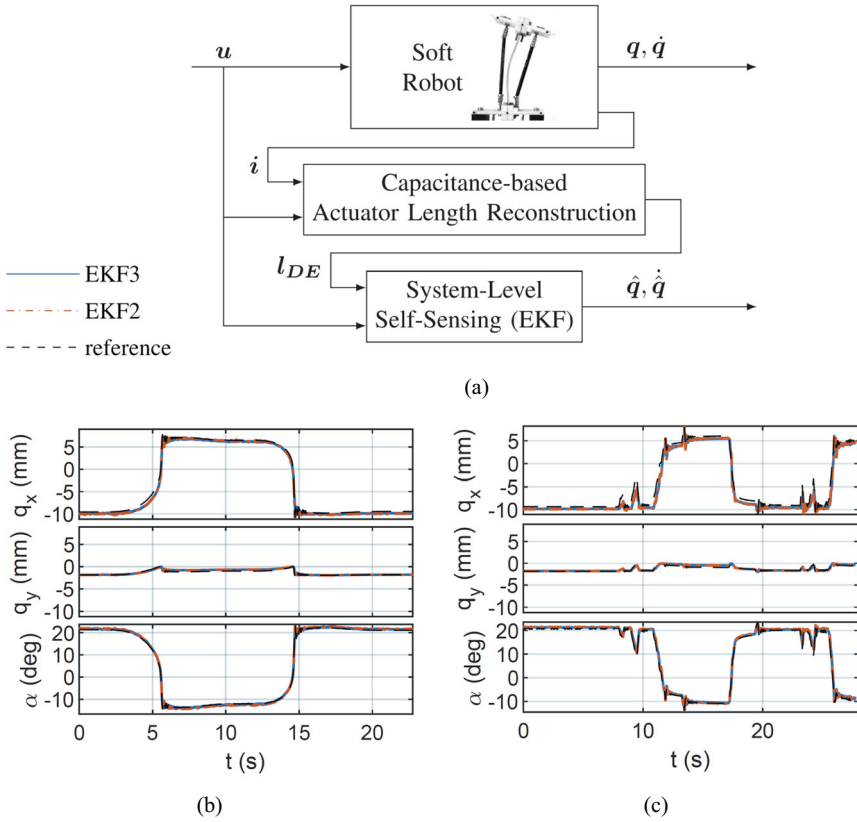 u
Soft
Robot
q, q̇
i
Capacitance-based
Actuator Length Reconstruction
l_DE
System-Level
Self-Sensing (EKF)
q̂, q̂̇
EKF3
EKF2
reference
(a)
q_x (mm)
5
0
-5
-10
q_y (mm)
5
0
-5
-10
α (deg)
20
10
0
-10
0 5 10 15 20
t (s)
(b)
q_x (mm)
5
0
-5
-10
q_y (mm)
5
0
-5
-10
α (deg)
20
10
0
-10
0 10 20
t (s)
(c)